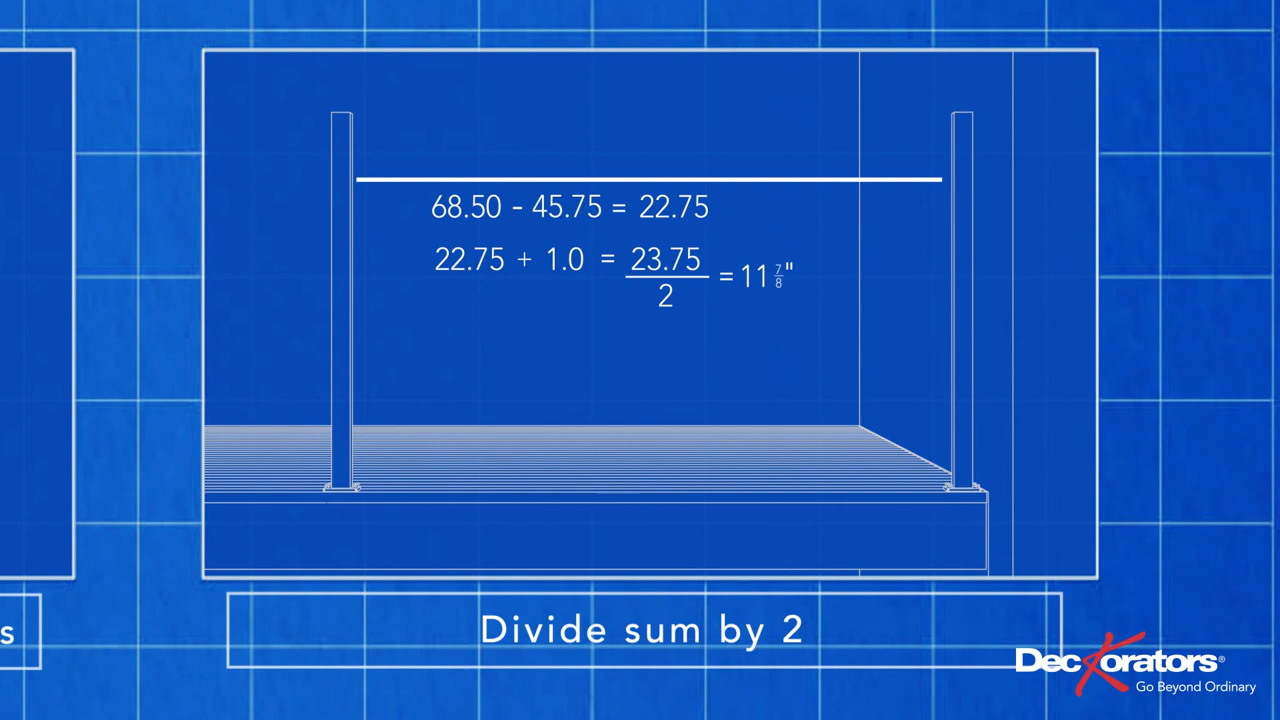 68.50 - 45.75 = 22.75
22.75 + 1.0 = 23.75/2 = 11 7/8"
s
Divide sum by 2
Deckorators®
Go Beyond Ordinary